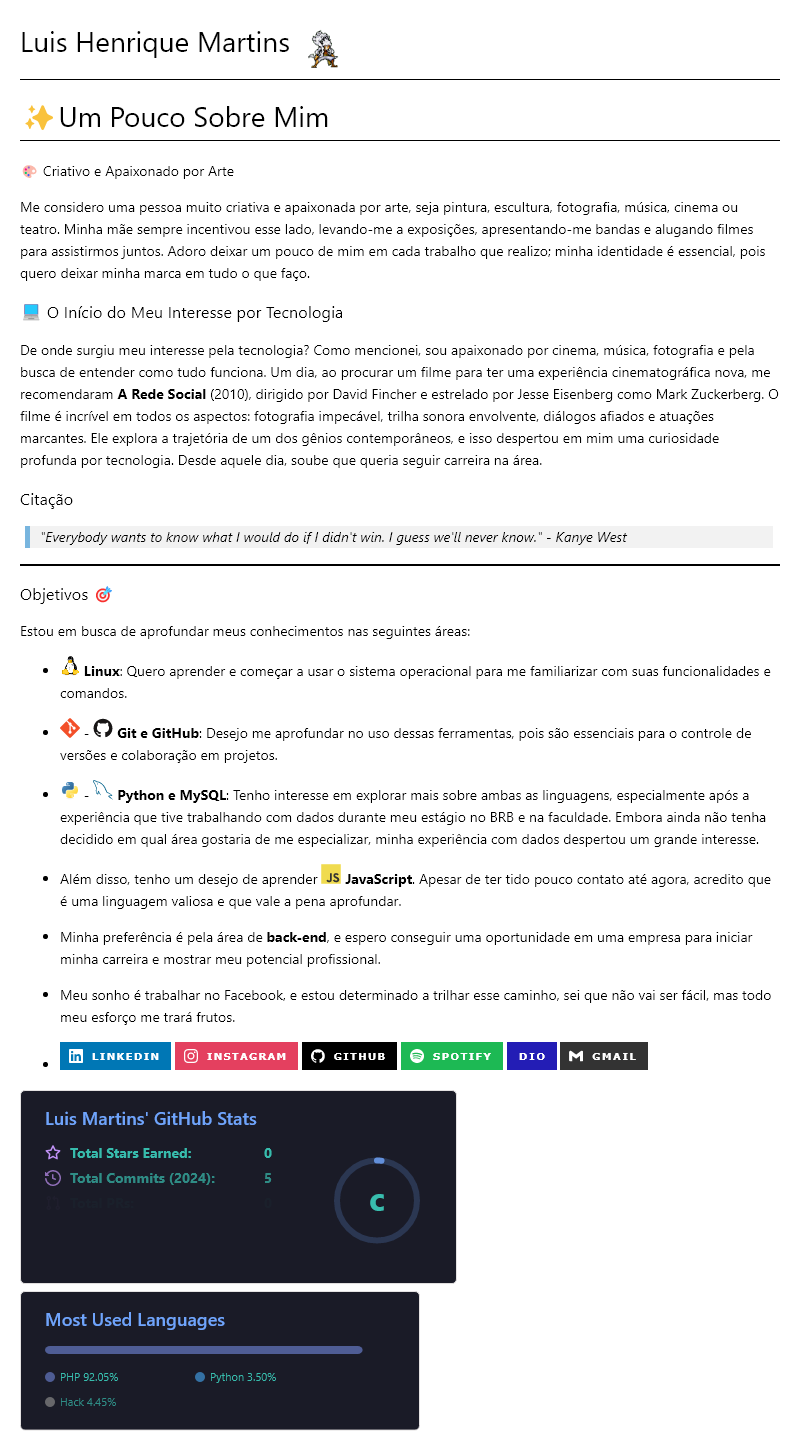 Luis Henrique Martins
Um Pouco Sobre Mim
Criativo e Apaixonado por Arte
Me considero uma pessoa muito criativa e apaixonada por arte, seja pintura, escultura, fotografia, música, cinema ou
teatro. Minha mãe sempre incentivou esse lado, levando-me a exposições, apresentando-me bandas e alugando filmes
para assistirmos juntos. Adoro deixar um pouco de mim em cada trabalho que realizo; minha identidade é essencial, pois
quero deixar minha marca em tudo o que faço.
O Início do Meu Interesse por Tecnologia
De onde surgiu meu interesse pela tecnologia? Como mencionei, sou apaixonado por cinema, música, fotografia e pela
busca de entender como tudo funciona. Um dia, ao procurar um filme para ter uma experiência cinematográfica nova, me
recomendaram A Rede Social (2010), dirigido por David Fincher e estrelado por Jesse Eisenberg como Mark Zuckerberg. O
filme é incrível em todos os aspectos: fotografia impecável, trilha sonora envolvente, diálogos afiados e atuações
marcantes. Ele explora a trajetória de um dos gênios contemporâneos, e isso despertou em mim uma curiosidade
profunda por tecnologia. Desde aquele dia, soube que queria seguir carreira na área.
Citação
"Everybody wants to know what I would do if I didn't win. I guess we'll never know." - Kanye West
Objetivos
Estou em busca de aprofundar meus conhecimentos nas seguintes áreas:
• Linux: Quero aprender e começar a usar o sistema operacional para me familiarizar com suas funcionalidades e
comandos.
• - Git e GitHub: Desejo me aprofundar no uso dessas ferramentas, pois são essenciais para o controle de
versões e colaboração em projetos.
• - Python e MySQL: Tenho interesse em explorar mais sobre ambas as linguagens, especialmente após a
experiência que tive trabalhando com dados durante meu estágio no BRB e na faculdade. Embora ainda não tenha
decidido em qual área gostaria de me especializar, minha experiência com dados despertou um grande interesse.
• Além disso, tenho um desejo de aprender JS JavaScript. Apesar de ter tido pouco contato até agora, acredito que
é uma linguagem valiosa e que vale a pena aprofundar.
• Minha preferência é pela área de back-end, e espero conseguir uma oportunidade em uma empresa para iniciar
minha carreira e mostrar meu potencial profissional.
• Meu sonho é trabalhar no Facebook, e estou determinado a trilhar esse caminho, sei que não vai ser fácil, mas todo
meu esforço me trará frutos.
• LINKEDIN INSTAGRAM GITHUB SPOTIFY DIO GMAIL
Luis Martins' GitHub Stats
Total Stars Earned: 0
Total Commits (2024): 5
C
Most Used Languages
PHP 92.05% Python 3.50%
Hack 4.45%